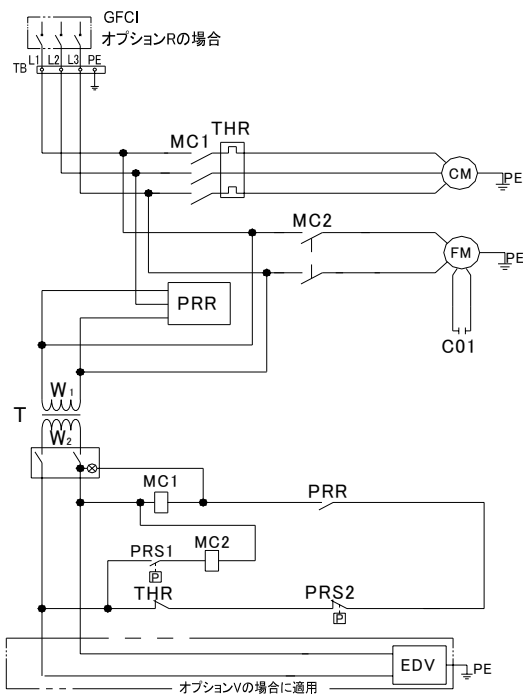 GFCI
オプションRの場合
L1 L2 L3 PE
TB
MC1 THR
CM
PE
MC2
FM
PE
PRR
C01
W1
T
W2
MC1
PRR
PRS1
MC2
P
THR
PRS2
P
EDV
PE
オプションVの場合に適用